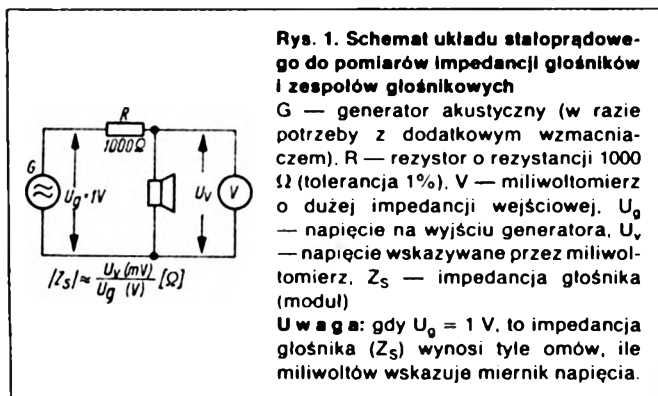 Rys. 1. Schemat układu stałoprądowe-
go do pomiarów impedancji głośników
i zespołów głośnikowych
G — generator akustyczny (w razie
potrzeby z dodatkowym wzmacnia-
czem), R — rezystor o rezystancji 1000
Ω (tolerancja 1%), V — miliwoltomierz
o dużej impedancji wejściowej, Ug
— napięcie na wyjściu generatora, Uv
— napięcie wskazywane przez miliwol-
tomierz, ZS — impedancja głośnika
(moduł)
Uwaga: gdy Ug = 1 V, to impedancja
głośnika (ZS) wynosi tyle omów, ile
miliwoltów wskazuje miernik napięcia.
R
1000Ω
G
Ug=1V
Uv
V
|ZS|≈ Uv (mV) / Ug (V) [Ω]